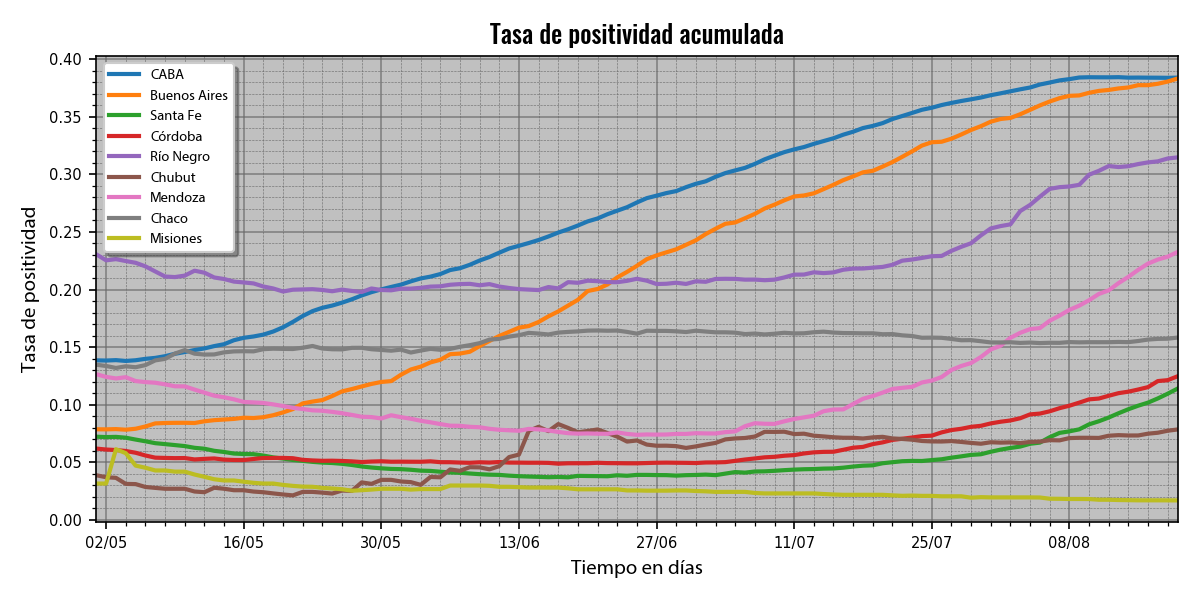 Tasa de positividad acumulada
0.40
0.35
0.30
0.25
0.20
0.15
0.10
0.05
0.00
Tasa de positividad
CABA
Buenos Aires
Santa Fe
Córdoba
Río Negro
Chubut
Mendoza
Chaco
Misiones
02/05 16/05 30/05 13/06 27/06 11/07 25/07 08/08
Tiempo en días